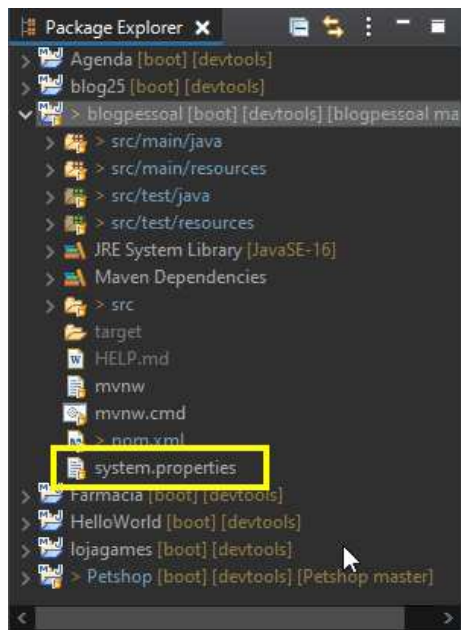 Package Explorer
Agenda [boot] [devtools]
blog25 [boot] [devtools]
> blogpessoal [boot] [devtools] [blogpessoal ma
> src/main/java
> src/main/resources
> src/test/java
> src/test/resources
JRE System Library [JavaSE-16]
Maven Dependencies
> src
target
HELP.md
mvnw
mvnw.cmd
> pom.xml
system.properties
Farmacia [boot] [devtools]
HelloWorld [boot] [devtools]
lojagames [boot] [devtools]
> Petshop [boot] [devtools] [Petshop master]